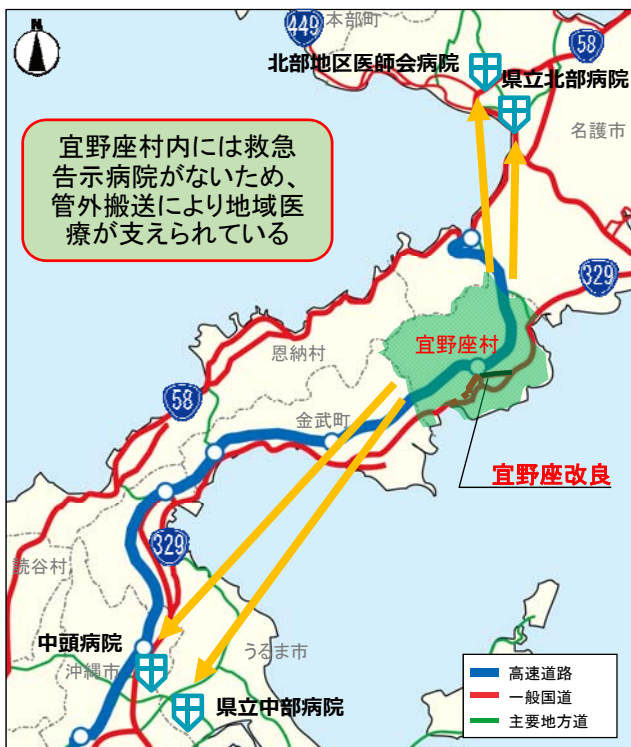 449
本部町
58
北部地区医師会病院
県立北部病院
名護市
宜野座村内には救急
告示病院がないため、
管外搬送により地域医
療が支えられている
329
宜野座村
恩納村
58
金武町
宜野座改良
329
読谷村
中頭病院
うるま市
沖縄市
県立中部病院
高速道路
一般国道
主要地方道